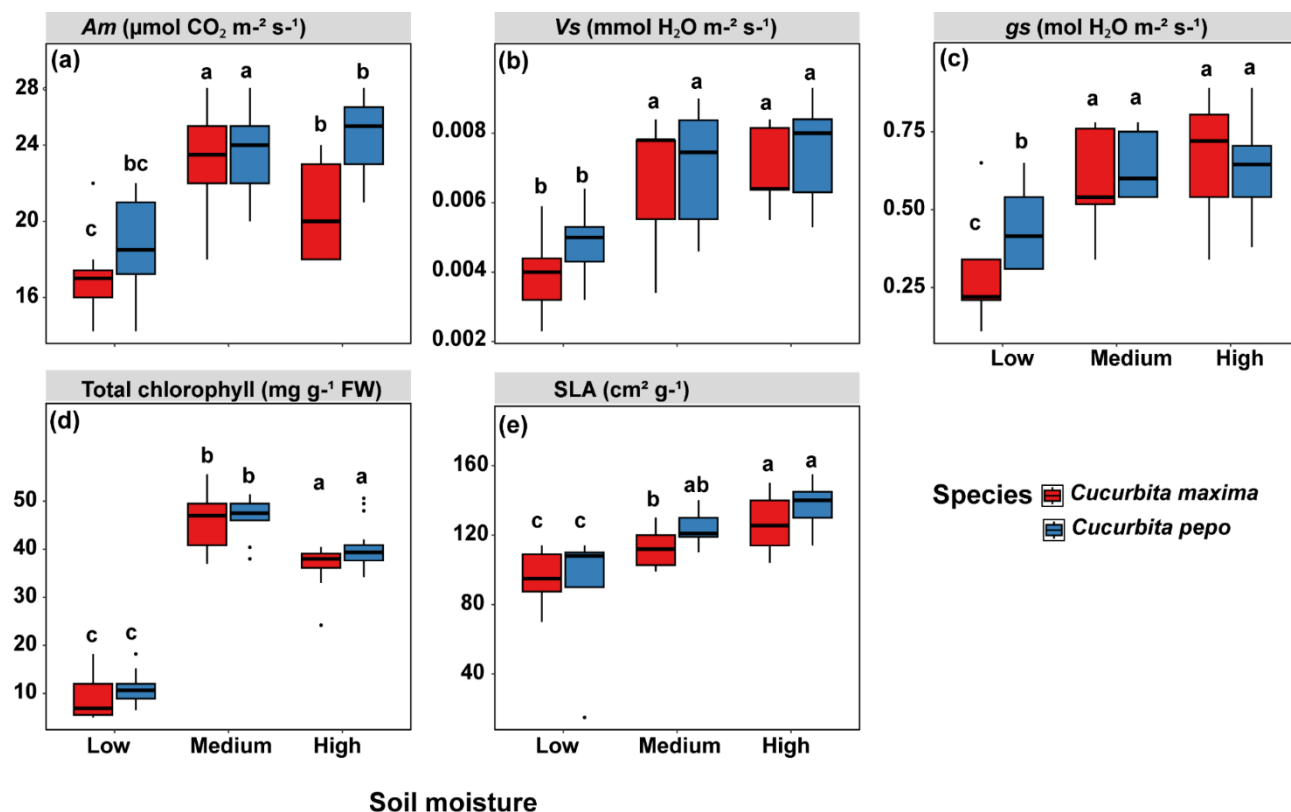 Am (μmol CO₂ m-² s-¹)
(a)
28
24
20
16
c
bc
a
a
b
b
Vs (mmol H₂O m-² s-¹)
(b)
0.008
0.006
0.004
0.002
b
b
a
a
a
a
gs (mol H₂O m-² s-¹)
(c)
0.75
0.50
0.25
c
b
a
a
a
a
Low
Medium
High
Total chlorophyll (mg g-¹ FW)
(d)
50
40
30
20
10
c
c
b
b
a
a
Low
Medium
High
SLA (cm² g-¹)
(e)
160
120
80
40
c
c
b
ab
a
a
Low
Medium
High
Species
Cucurbita maxima
Cucurbita pepo
Soil moisture